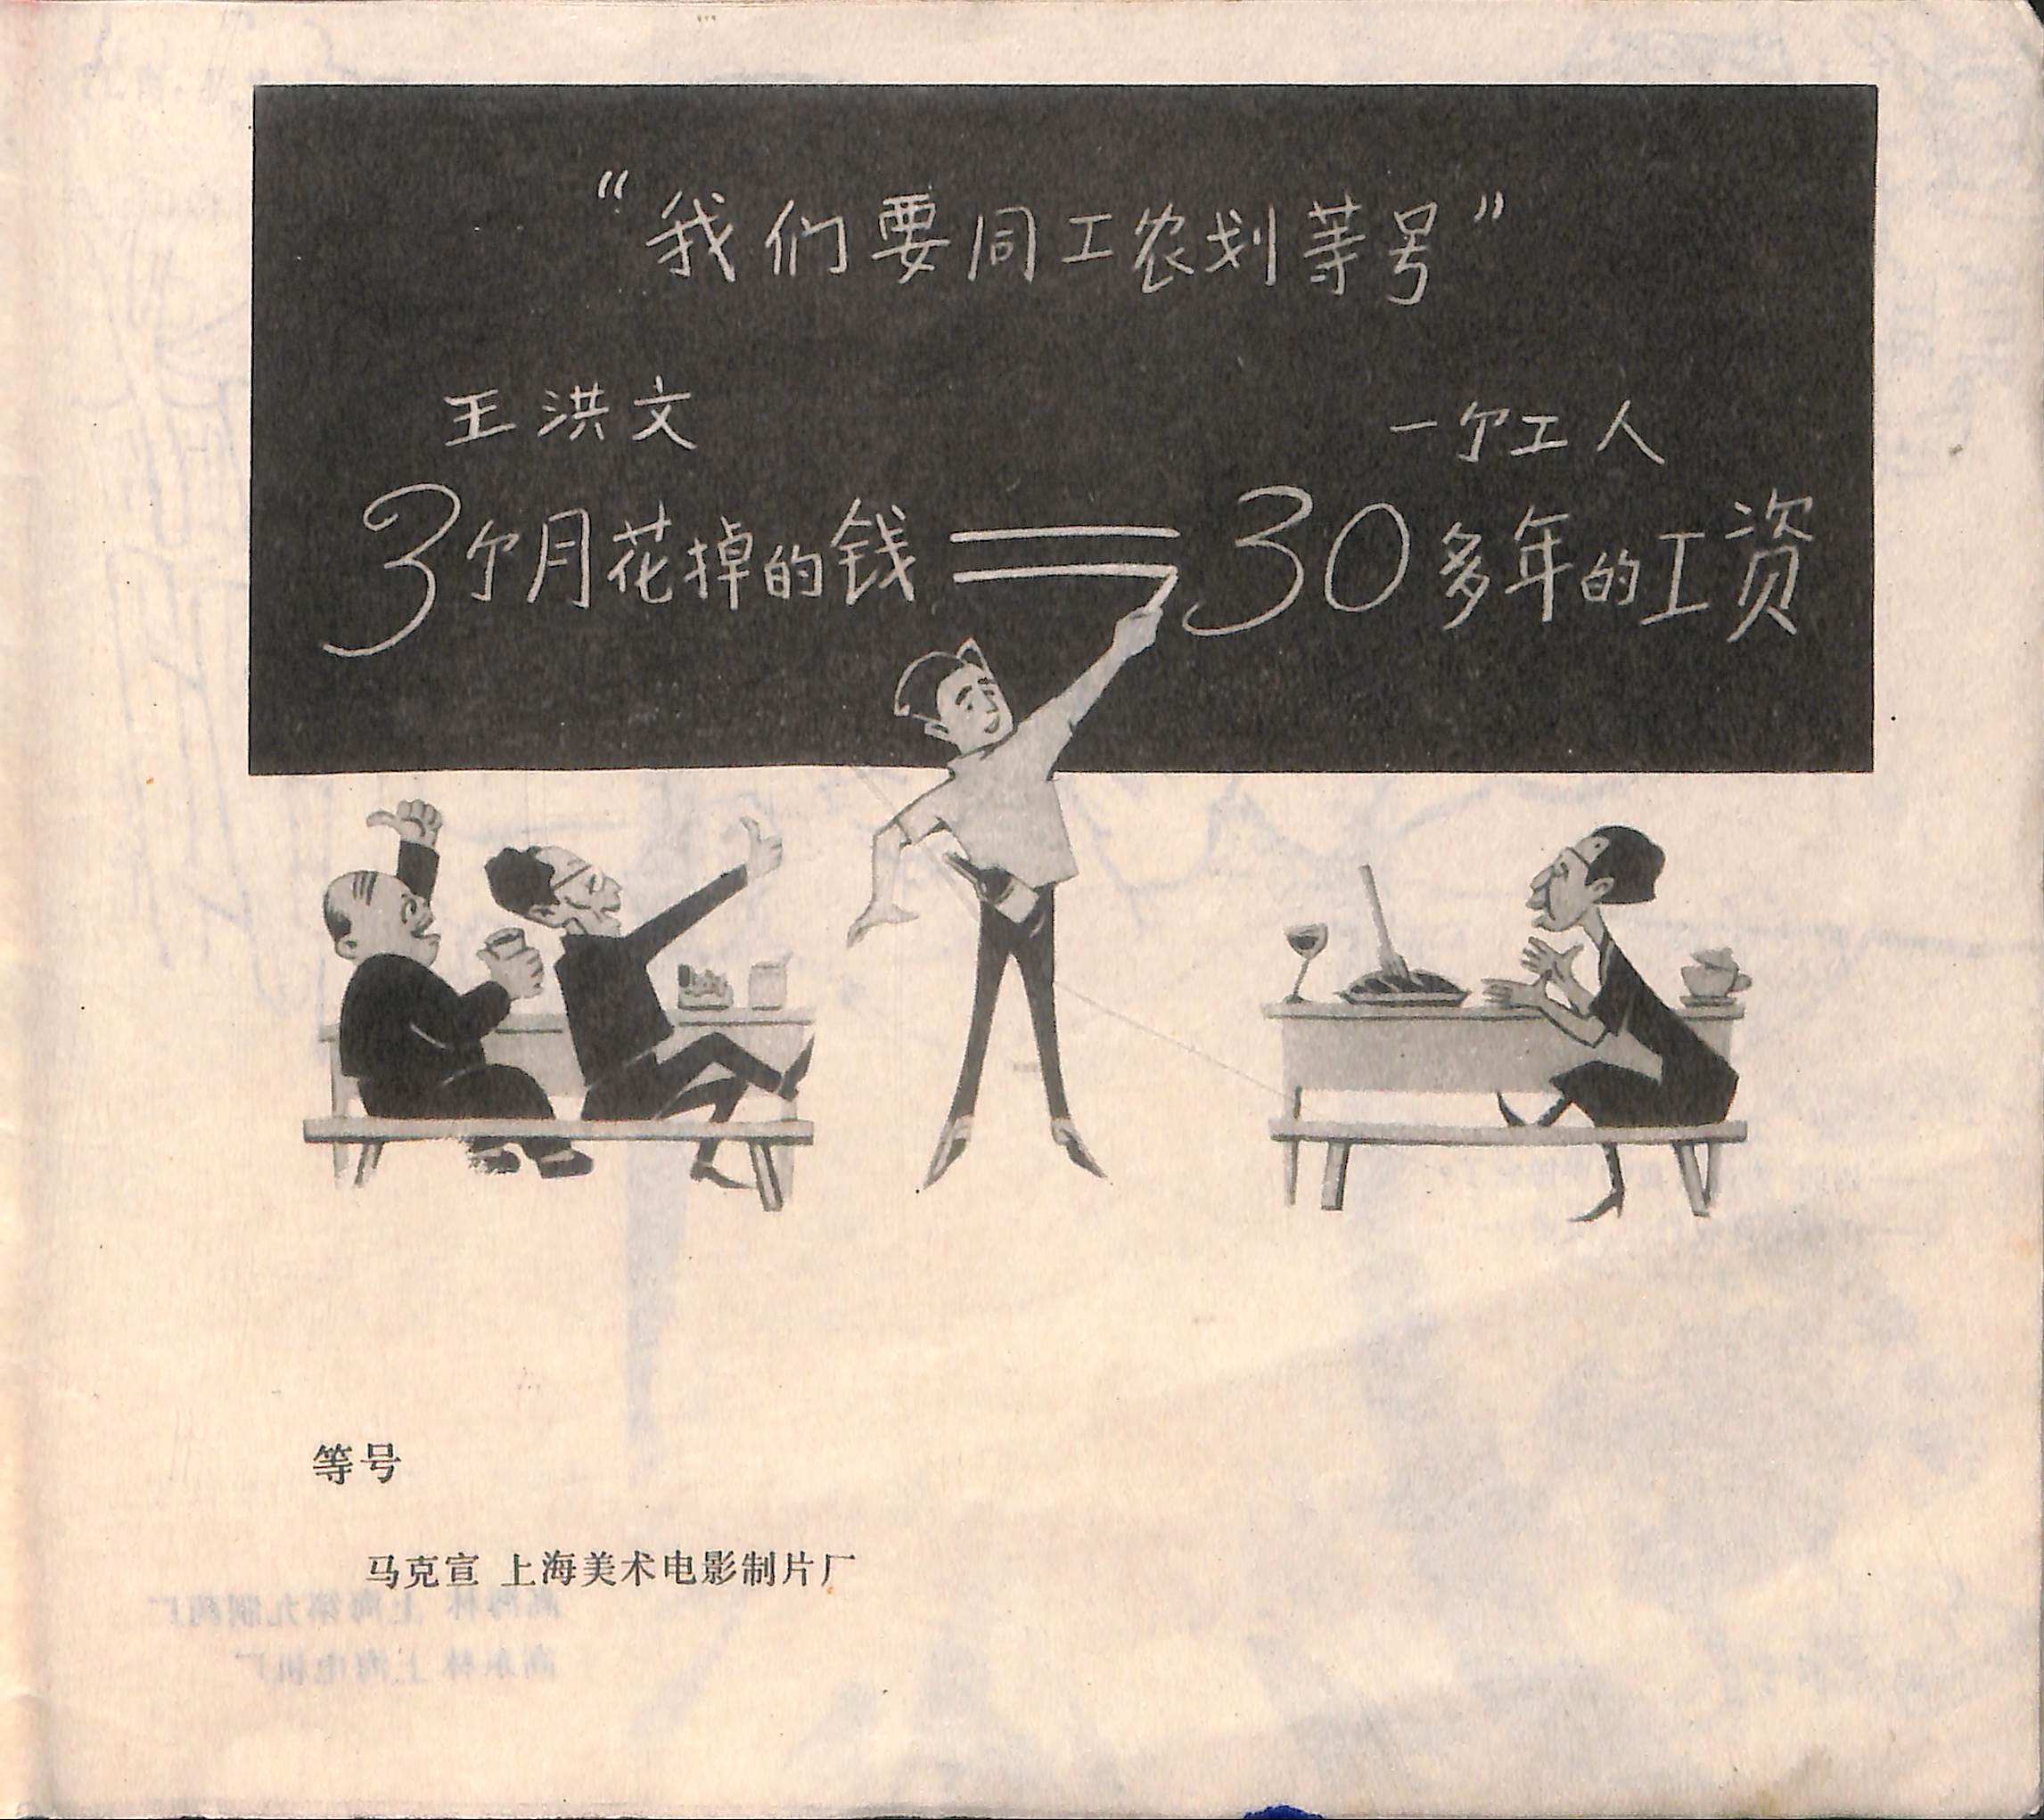 “我们要同工农划等号”
王洪文
一个工人
3个月花掉的钱=30多年的工资
等号
马克宣 上海美术电影制片厂